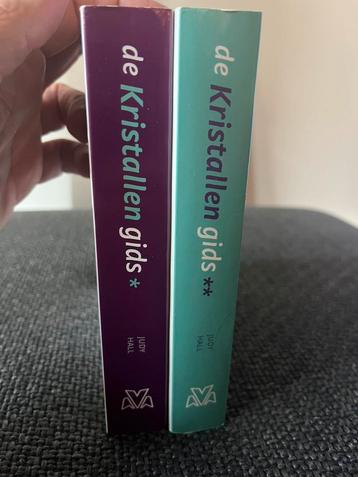 de Kristallen gids*
JUDY
HALL
de Kristallen gids**
JUDY
HALL